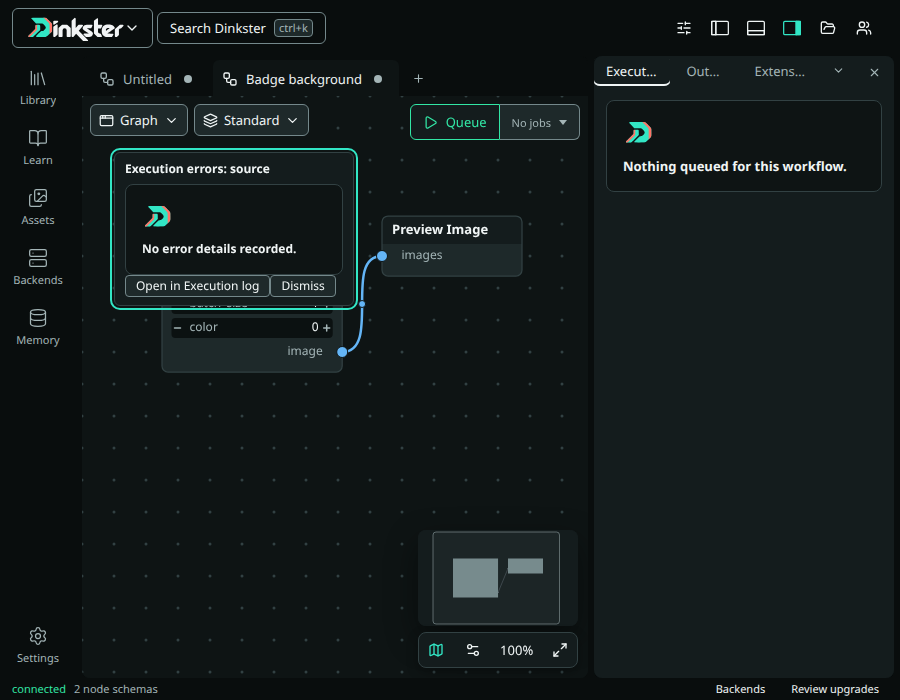 Dinkster
Search Dinkster ctrl+k
Library
Learn
Assets
Backends
Memory
Settings
Untitled
Badge background
Graph
Standard
Queue
No jobs
Execution errors: source
No error details recorded.
Open in Execution log
Dismiss
color 0
image
Preview Image
images
100%
Execut...
Out...
Extens...
Nothing queued for this workflow.
connected 2 node schemas
Backends
Review upgrades